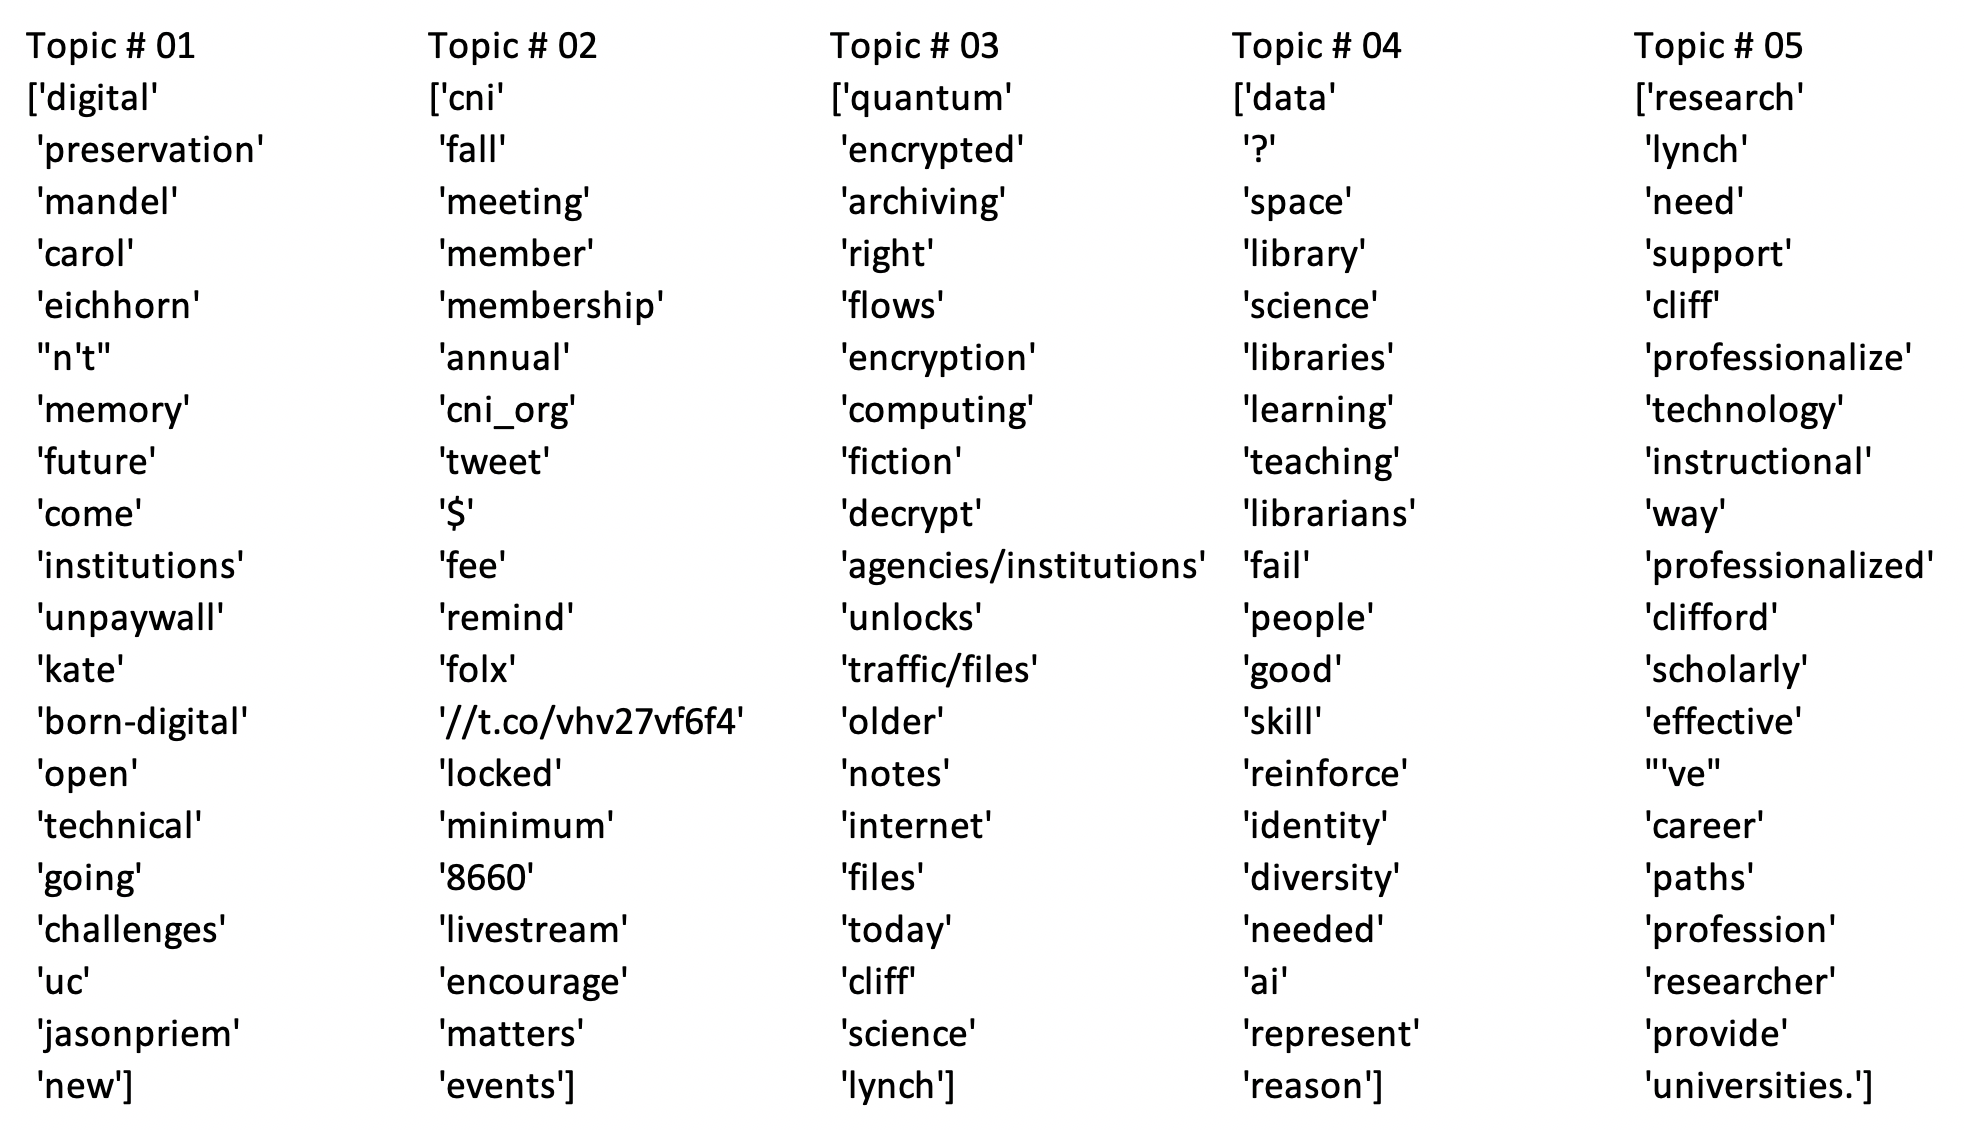 Topic # 01
['digital'
'preservation'
'mandel'
'carol'
'eichhorn'
"n't"
'memory'
'future'
'come'
'institutions'
'unpaywall'
'kate'
'born-digital'
'open'
'technical'
'going'
'challenges'
'uc'
'jasonpriem'
'new']
Topic # 02
['cni'
'fall'
'meeting'
'member'
'membership'
'annual'
'cni_org'
'tweet'
'$'
'fee'
'remind'
'folx'
'//t.co/vhv27vf6f4'
'locked'
'minimum'
'8660'
'livestream'
'encourage'
'matters'
'events']
Topic # 03
['quantum'
'encrypted'
'archiving'
'right'
'flows'
'encryption'
'computing'
'fiction'
'decrypt'
'agencies/institutions'
'unlocks'
'traffic/files'
'older'
'notes'
'internet'
'files'
'today'
'cliff'
'science'
'lynch']
Topic # 04
['data'
'?'
'space'
'library'
'science'
'libraries'
'learning'
'teaching'
'librarians'
'fail'
'people'
'good'
'skill'
'reinforce'
'identity'
'diversity'
'needed'
'ai'
'represent'
'reason']
Topic # 05
['research'
'lynch'
'need'
'support'
'cliff'
'professionalize'
'technology'
'instructional'
'way'
'professionalized'
'clifford'
'scholarly'
'effective'
"'ve"
'career'
'paths'
'profession'
'researcher'
'provide'
'universities.']